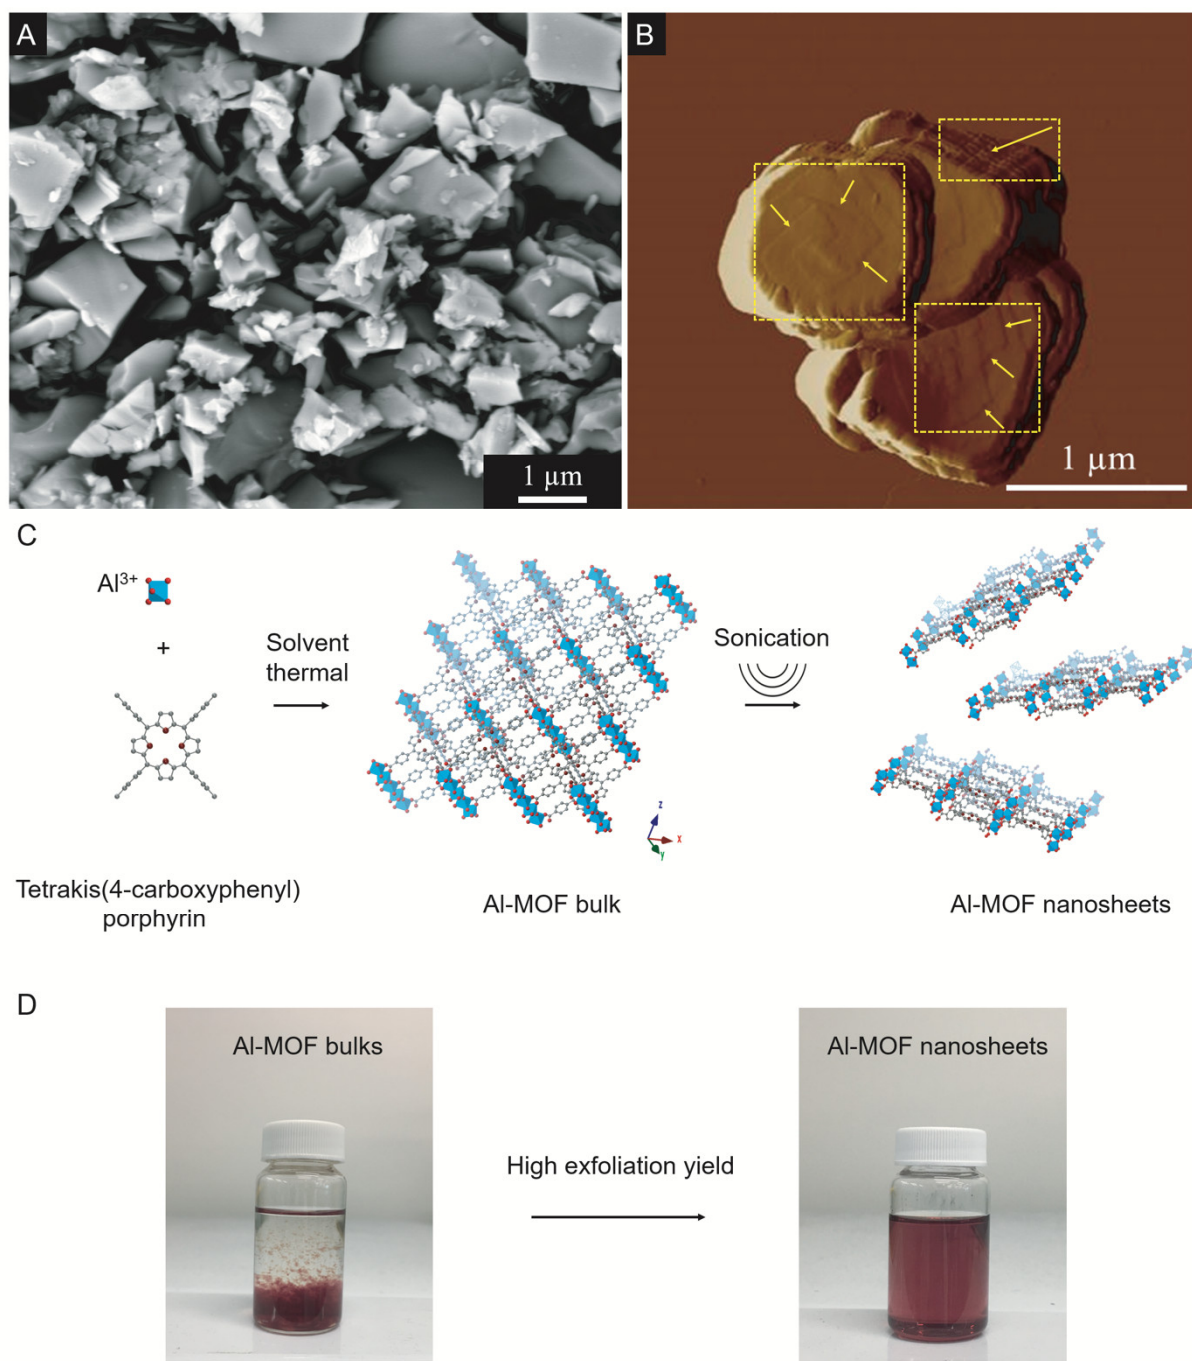 A
1 μm
B
1 μm
C
Al³⁺
+
Tetrakis(4-carboxyphenyl)
porphyrin
Solvent
thermal
z
x
y
Al-MOF bulk
Sonication
Al-MOF nanosheets
D
Al-MOF bulks
High exfoliation yield
Al-MOF nanosheets